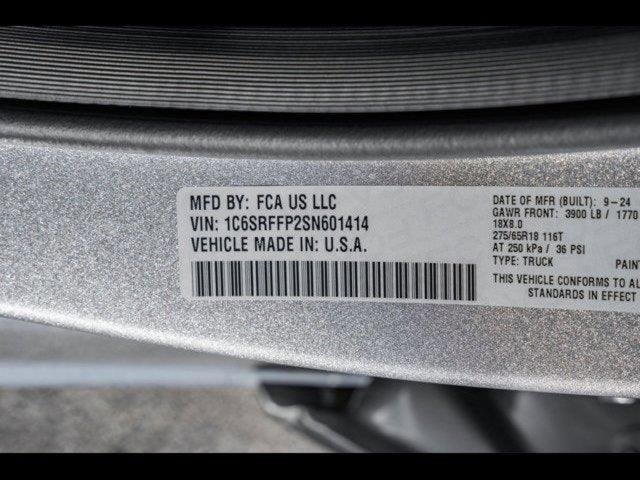 MFD BY: FCA US LLC
VIN: 1C6SRFFP2SN601414
VEHICLE MADE IN: U.S.A.
DATE OF MFR (BUILT): 9-24
GAWR FRONT: 3900 LB / 1770
18X8.0
275/65R18 116T
AT 250 kPa / 36 PSI
TYPE: TRUCK
PAINT
THIS VEHICLE CONFORMS TO AL
STANDARDS IN EFFECT